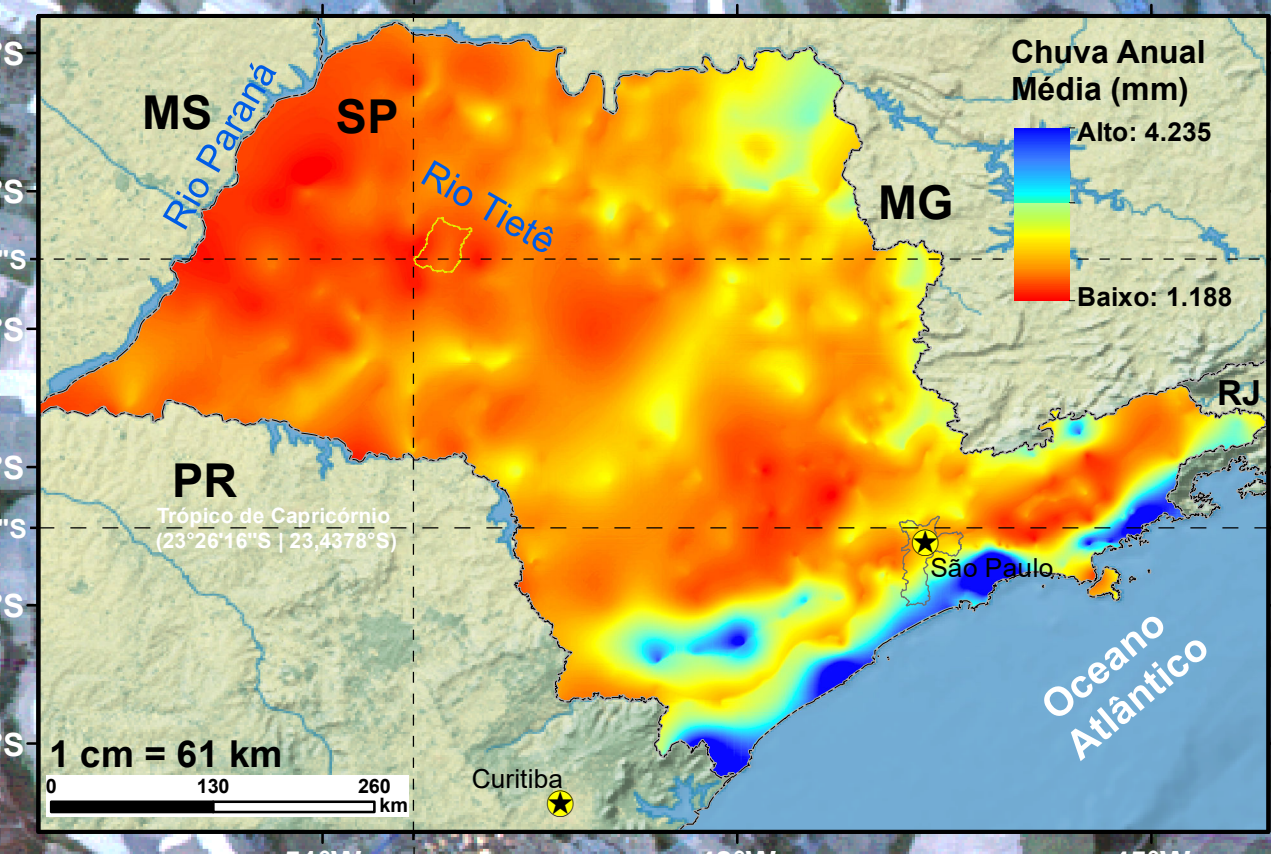 Chuva Anual
Média (mm)
Alto: 4.235
Baixo: 1.188
MS
SP
Rio Paraná
Rio Tietê
MG
RJ
PR
Trópico de Capricórnio
(23°26'16"S | 23,4378°S)
São Paulo
Oceano
Atlântico
Curitiba
1 cm = 61 km
0 130 260
km